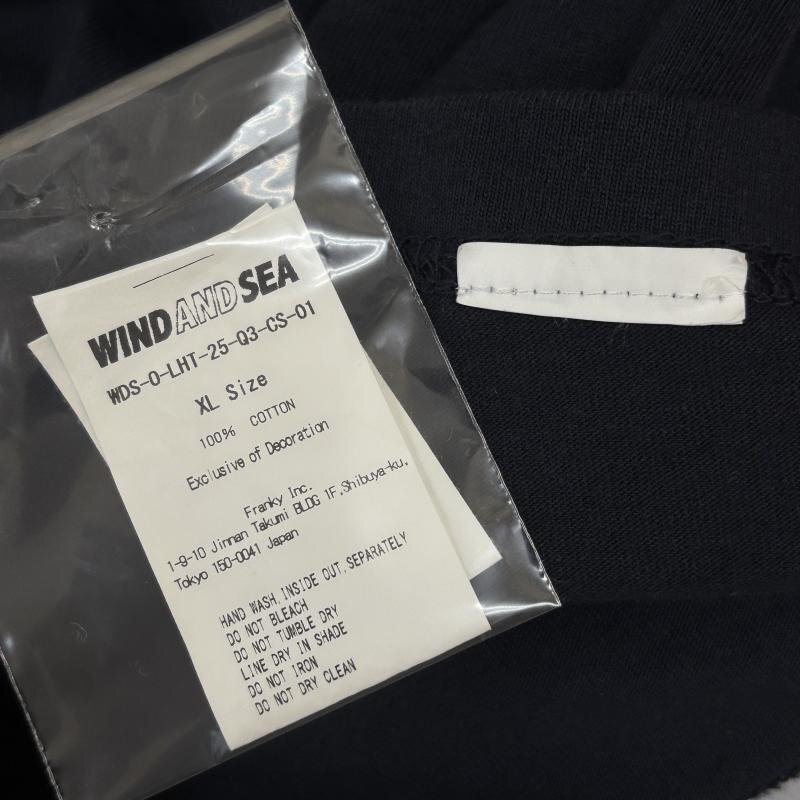 WIND AND SEA
WDS-O-LHT-25-Q3-CS-01
XL Size
100% COTTON
Exclusive of Decoration
Franky Inc.
1-9-10 Jinnan Takumi BLDG 1F,Shibuya-ku,
Tokyo 150-0041 Japan
HAND WASH,INSIDE OUT,SEPARATELY
DO NOT BLEACH
DO NOT TUMBLE DRY
LINE DRY IN SHADE
DO NOT IRON
DO NOT DRY CLEAN